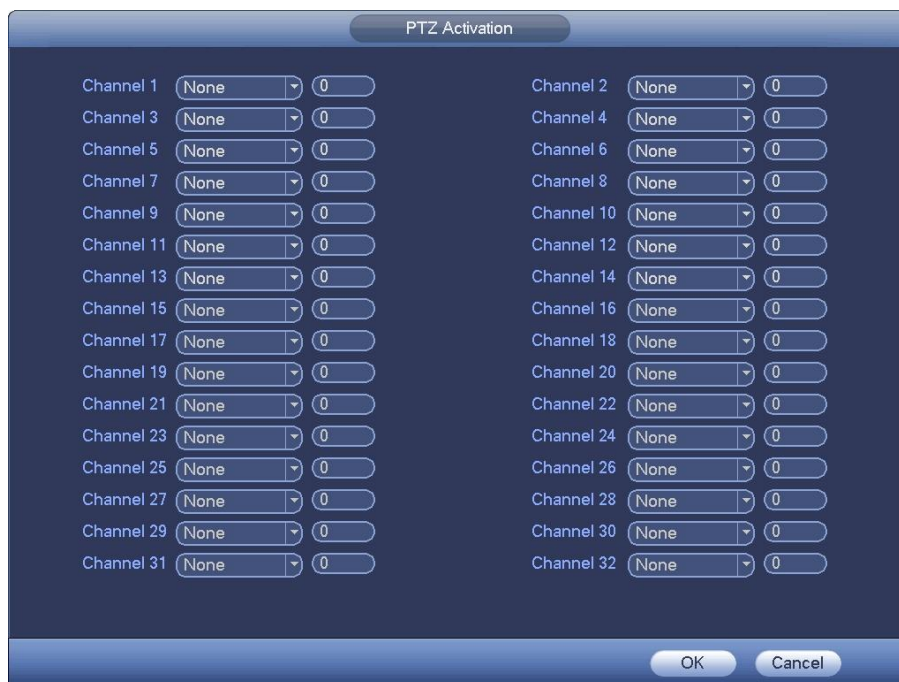 PTZ Activation
Channel 1 None 0 Channel 2 None 0
Channel 3 None 0 Channel 4 None 0
Channel 5 None 0 Channel 6 None 0
Channel 7 None 0 Channel 8 None 0
Channel 9 None 0 Channel 10 None 0
Channel 11 None 0 Channel 12 None 0
Channel 13 None 0 Channel 14 None 0
Channel 15 None 0 Channel 16 None 0
Channel 17 None 0 Channel 18 None 0
Channel 19 None 0 Channel 20 None 0
Channel 21 None 0 Channel 22 None 0
Channel 23 None 0 Channel 24 None 0
Channel 25 None 0 Channel 26 None 0
Channel 27 None 0 Channel 28 None 0
Channel 29 None 0 Channel 30 None 0
Channel 31 None 0 Channel 32 None 0
OK Cancel